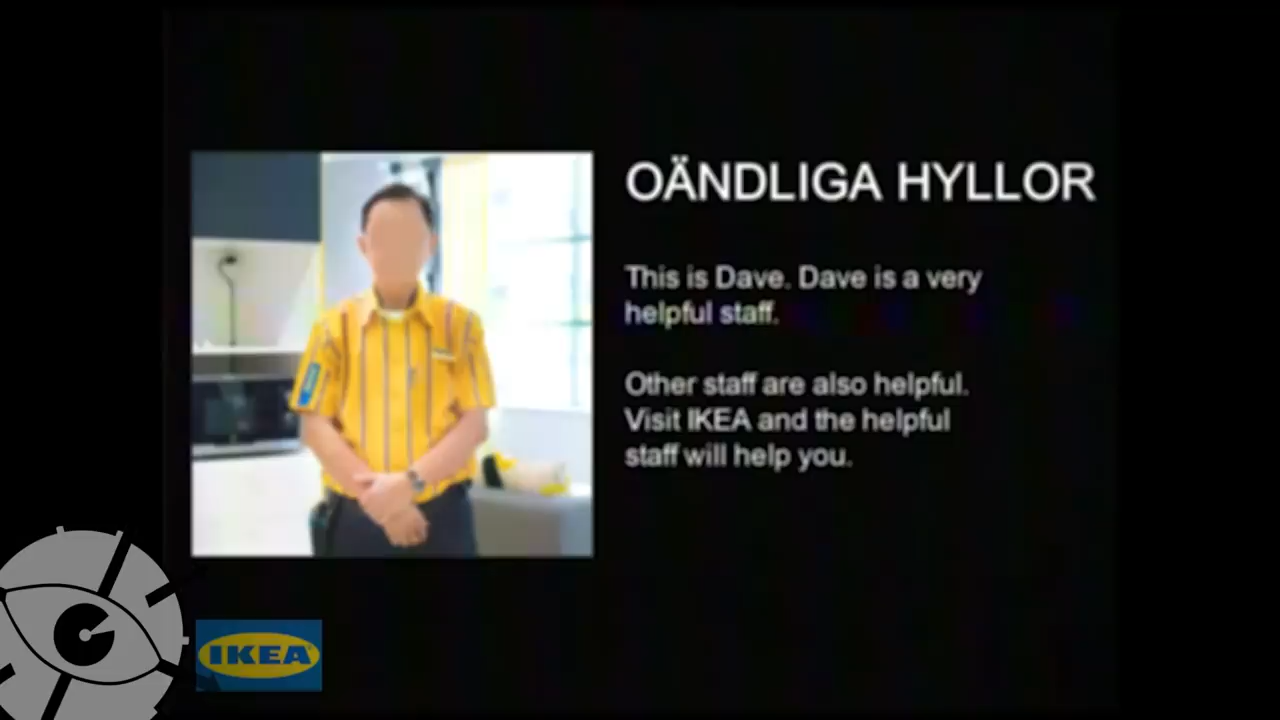 OÄNDLIGA HYLLOR
This is Dave. Dave is a very
helpful staff.
Other staff are also helpful.
Visit IKEA and the helpful
staff will help you.
IKEA